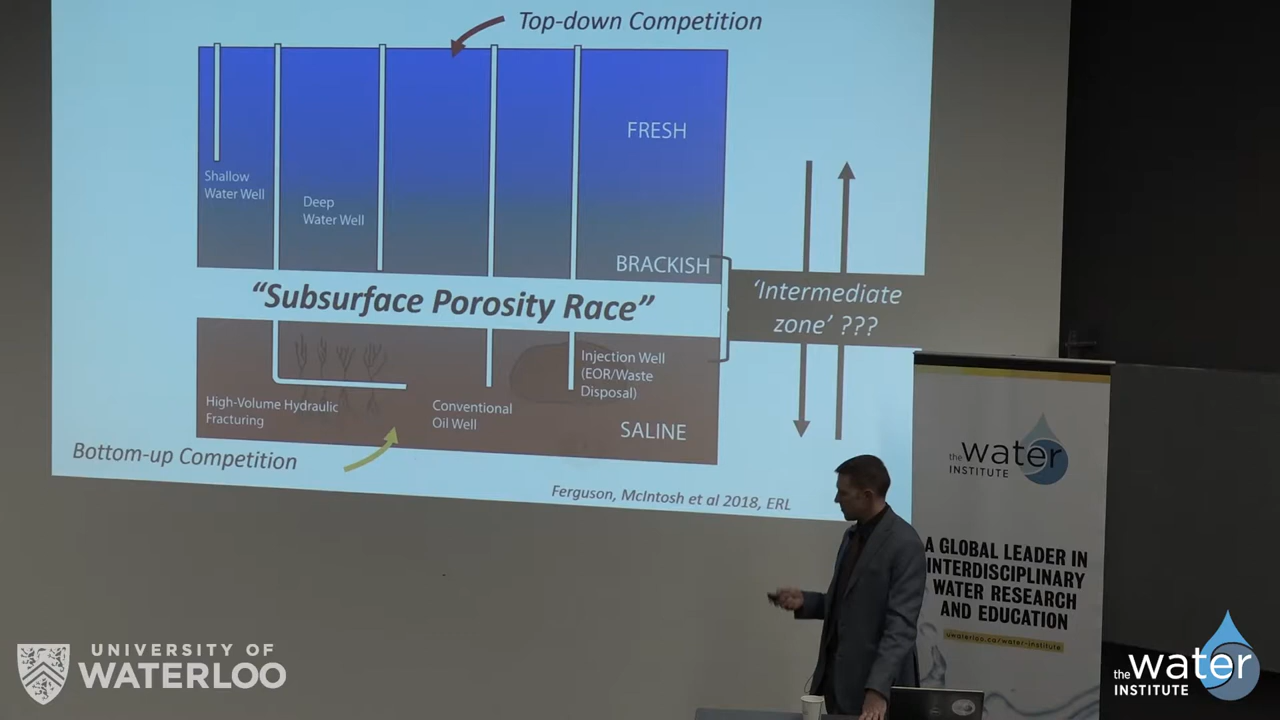 Top-down Competition
FRESH
Shallow
Water Well
Deep
Water Well
BRACKISH
"Subsurface Porosity Race"
'Intermediate
zone' ???
Injection Well
(EOR/Waste
Disposal)
High-Volume Hydraulic
Fracturing
Conventional
Oil Well
SALINE
Bottom-up Competition
Ferguson, McIntosh et al 2018, ERL
the water
INSTITUTE
A GLOBAL LEADER IN
INTERDISCIPLINARY
WATER RESEARCH
AND EDUCATION
uwaterloo.ca/water-institute
UNIVERSITY OF
WATERLOO
the water
INSTITUTE